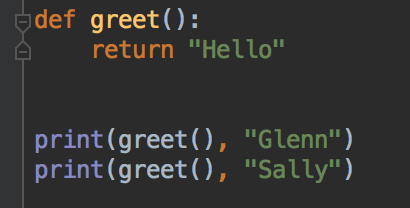 def greet():
    return "Hello"
print(greet(), "Glenn")
print(greet(), "Sally")